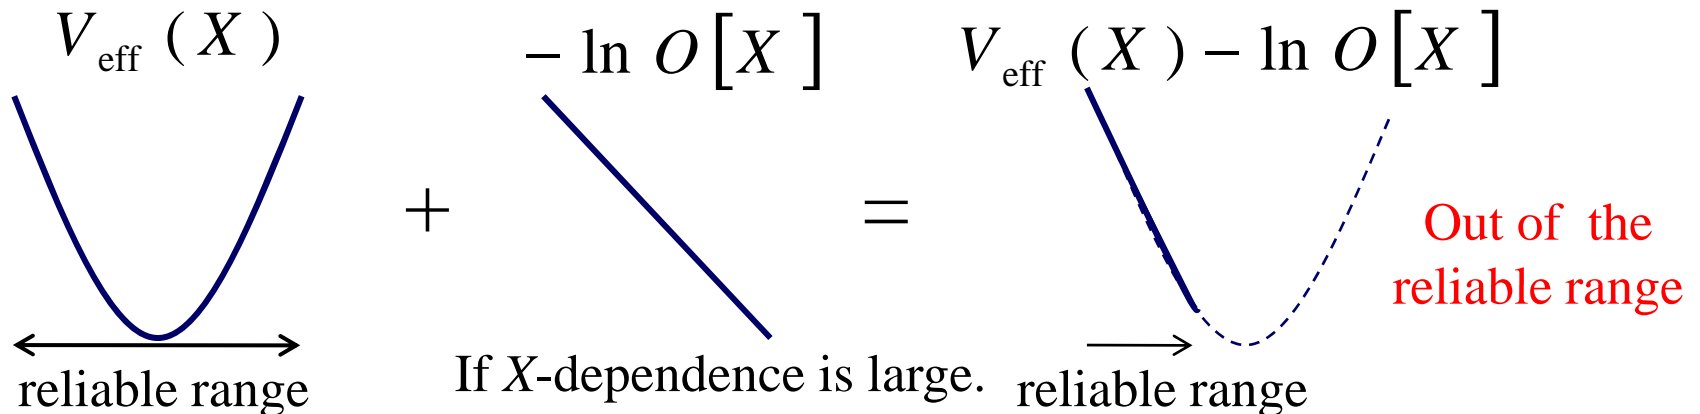 V_eff (X)
− ln O[X]
V_eff (X) − ln O[X]
+
=
Out of the
reliable range
reliable range
If X-dependence is large.
reliable range